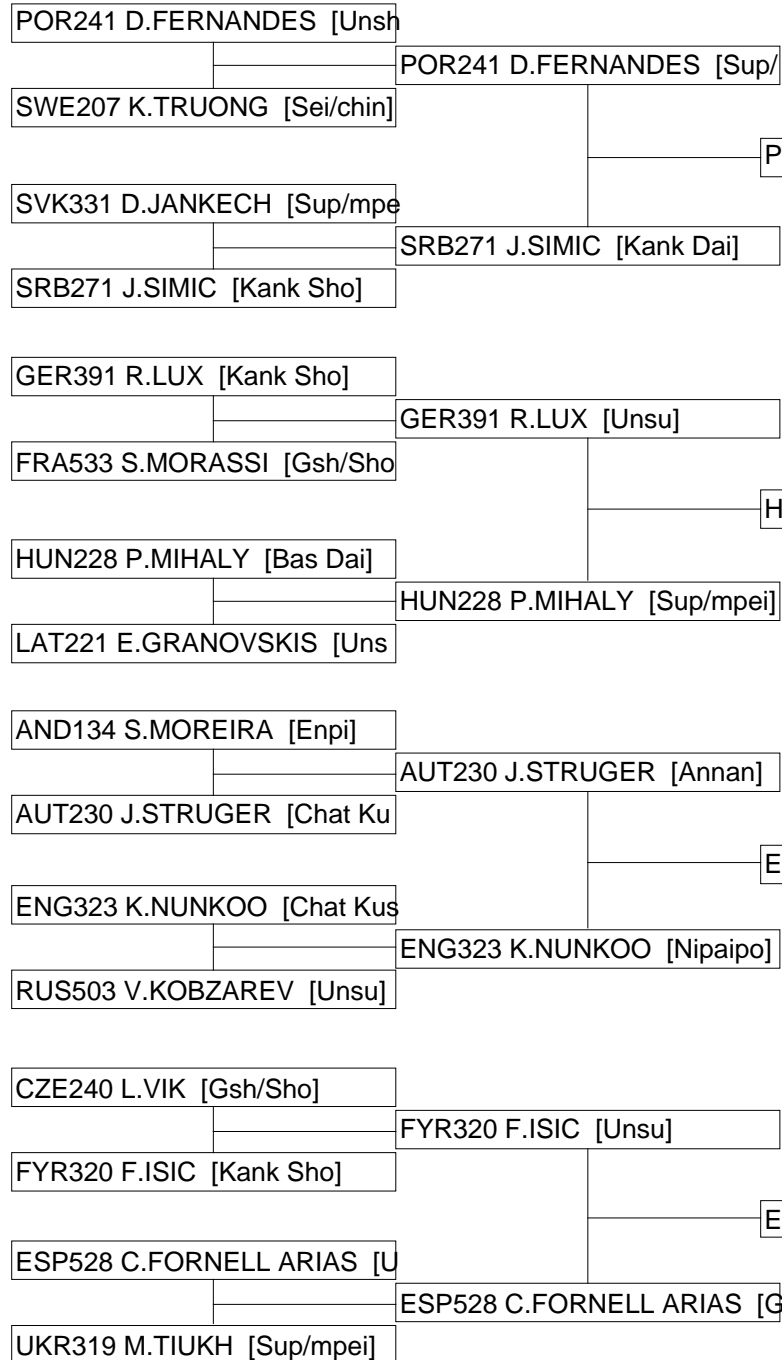 POR241 D.FERNANDES [Unsh
SWE207 K.TRUONG [Sei/chin]
SVK331 D.JANKECH [Sup/mpe
SRB271 J.SIMIC [Kank Sho]
GER391 R.LUX [Kank Sho]
FRA533 S.MORASSI [Gsh/Sho
HUN228 P.MIHALY [Bas Dai]
LAT221 E.GRANOVSKIS [Uns
AND134 S.MOREIRA [Enpi]
AUT230 J.STRUGER [Chat Ku
ENG323 K.NUNKOO [Chat Kus
RUS503 V.KOBZAREV [Unsu]
CZE240 L.VIK [Gsh/Sho]
FYR320 F.ISIC [Kank Sho]
ESP528 C.FORNELL ARIAS [U
UKR319 M.TIUKH [Sup/mpei]
POR241 D.FERNANDES [Sup/
SRB271 J.SIMIC [Kank Dai]
GER391 R.LUX [Unsu]
HUN228 P.MIHALY [Sup/mpei]
AUT230 J.STRUGER [Annan]
ENG323 K.NUNKOO [Nipaipo]
FYR320 F.ISIC [Unsu]
ESP528 C.FORNELL ARIAS [G
P
H
E
E